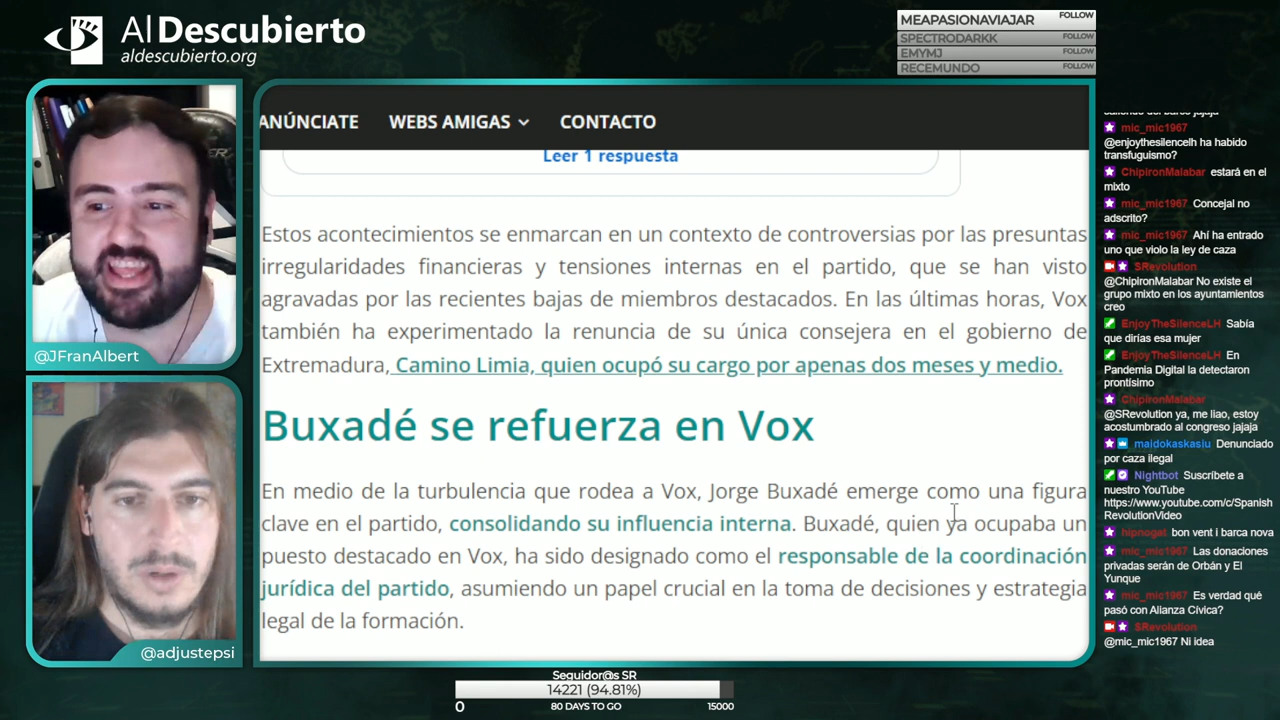 Al Descubierto
aldescubierto.org
MEAPASIONAVIAJAR FOLLOW
SPECTRODARKK FOLLOW
EMYMJ FOLLOW
RECEMUNDO FOLLOW
@JFranAlbert
@adjustepsi
ANÚNCIATE WEBS AMIGAS CONTACTO
Leer 1 respuesta
Estos acontecimientos se enmarcan en un contexto de controversias por las presuntas
irregularidades financieras y tensiones internas en el partido, que se han visto
agravadas por las recientes bajas de miembros destacados. En las últimas horas, Vox
también ha experimentado la renuncia de su única consejera en el gobierno de
Extremadura, Camino Limia, quien ocupó su cargo por apenas dos meses y medio.
Buxadé se refuerza en Vox
En medio de la turbulencia que rodea a Vox, Jorge Buxadé emerge como una figura
clave en el partido, consolidando su influencia interna. Buxadé, quien ya ocupaba un
puesto destacado en Vox, ha sido designado como el responsable de la coordinación
jurídica del partido, asumiendo un papel crucial en la toma de decisiones y estrategia
legal de la formación.
mic_mic1967
@enjoythesilencelh ha habido
transfuguismo?
ChipironMalabar estará en el
mixto
mic_mic1967 Concejal no
adscrito?
mic_mic1967 Ahí ha entrado
uno que violo la ley de caza
SRevolution
@ChipironMalabar No existe el
grupo mixto en los ayuntamientos
creo
EnjoyTheSilenceLH Sabía
que dirías esa mujer
EnjoyTheSilenceLH En
Pandemia Digital la detectaron
prontísimo
ChipironMalabar
@SRevolution ya, me liao, estoy
acostumbrado al congreso jajaja
maidokaskasiu Denunciado
por caza ilegal
Nightbot Suscríbete a
nuestro YouTube
https://www.youtube.com/c/Spanish
RevolutionVideo
hipnogat bon vent i barca nova
mic_mic1967 Las donaciones
privadas serán de Orbán y El
Yunque
mic_mic1967 Es verdad qué
pasó con Alianza Cívica?
SRevolution
@mic_mic1967 Ni idea
Seguidor@s SR
14221 (94.81%)
0 80 DAYS TO GO 15000